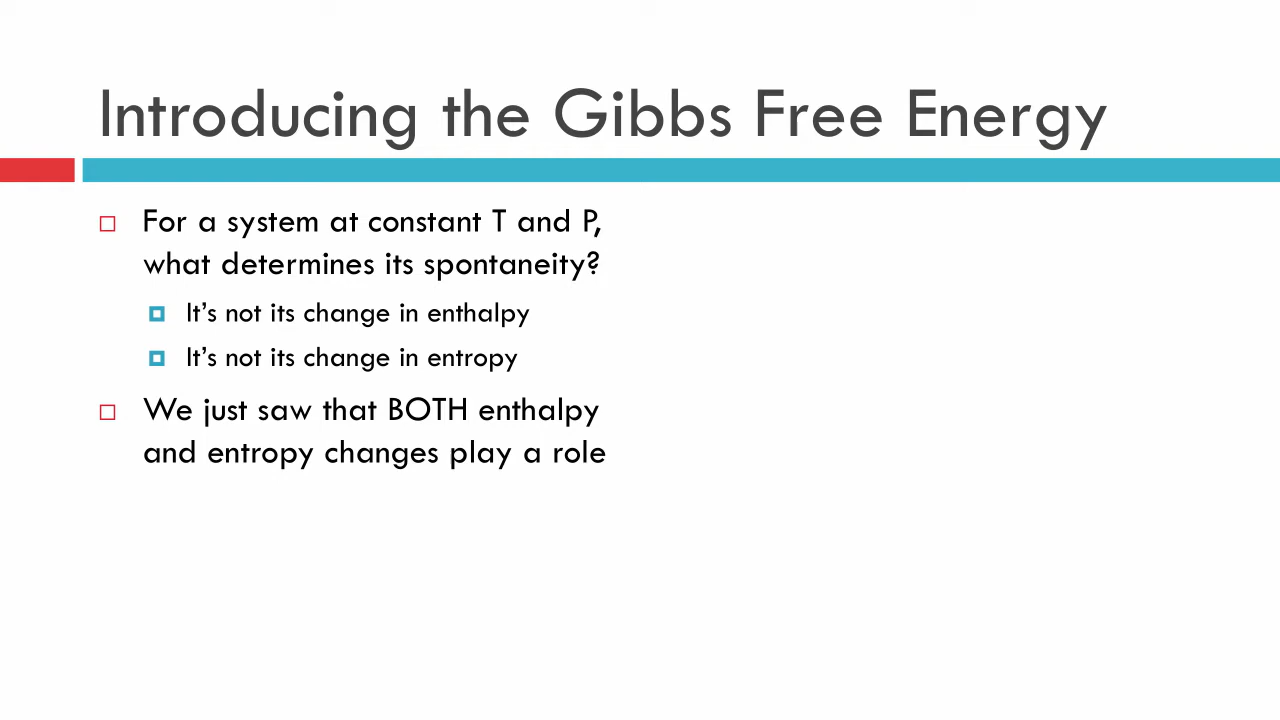 Introducing the Gibbs Free Energy
For a system at constant T and P,
what determines its spontaneity?
It’s not its change in enthalpy
It’s not its change in entropy
We just saw that BOTH enthalpy
and entropy changes play a role